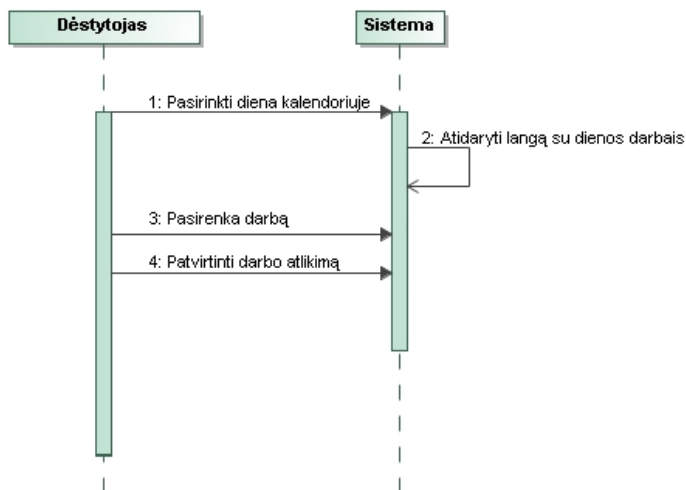 Dėstytojas
Sistema
1: Pasirinkti diena kalendoriuje
2: Atidaryti langą su dienos darbais
3: Pasirenka darbą
4: Patvirtinti darbo atlikimą